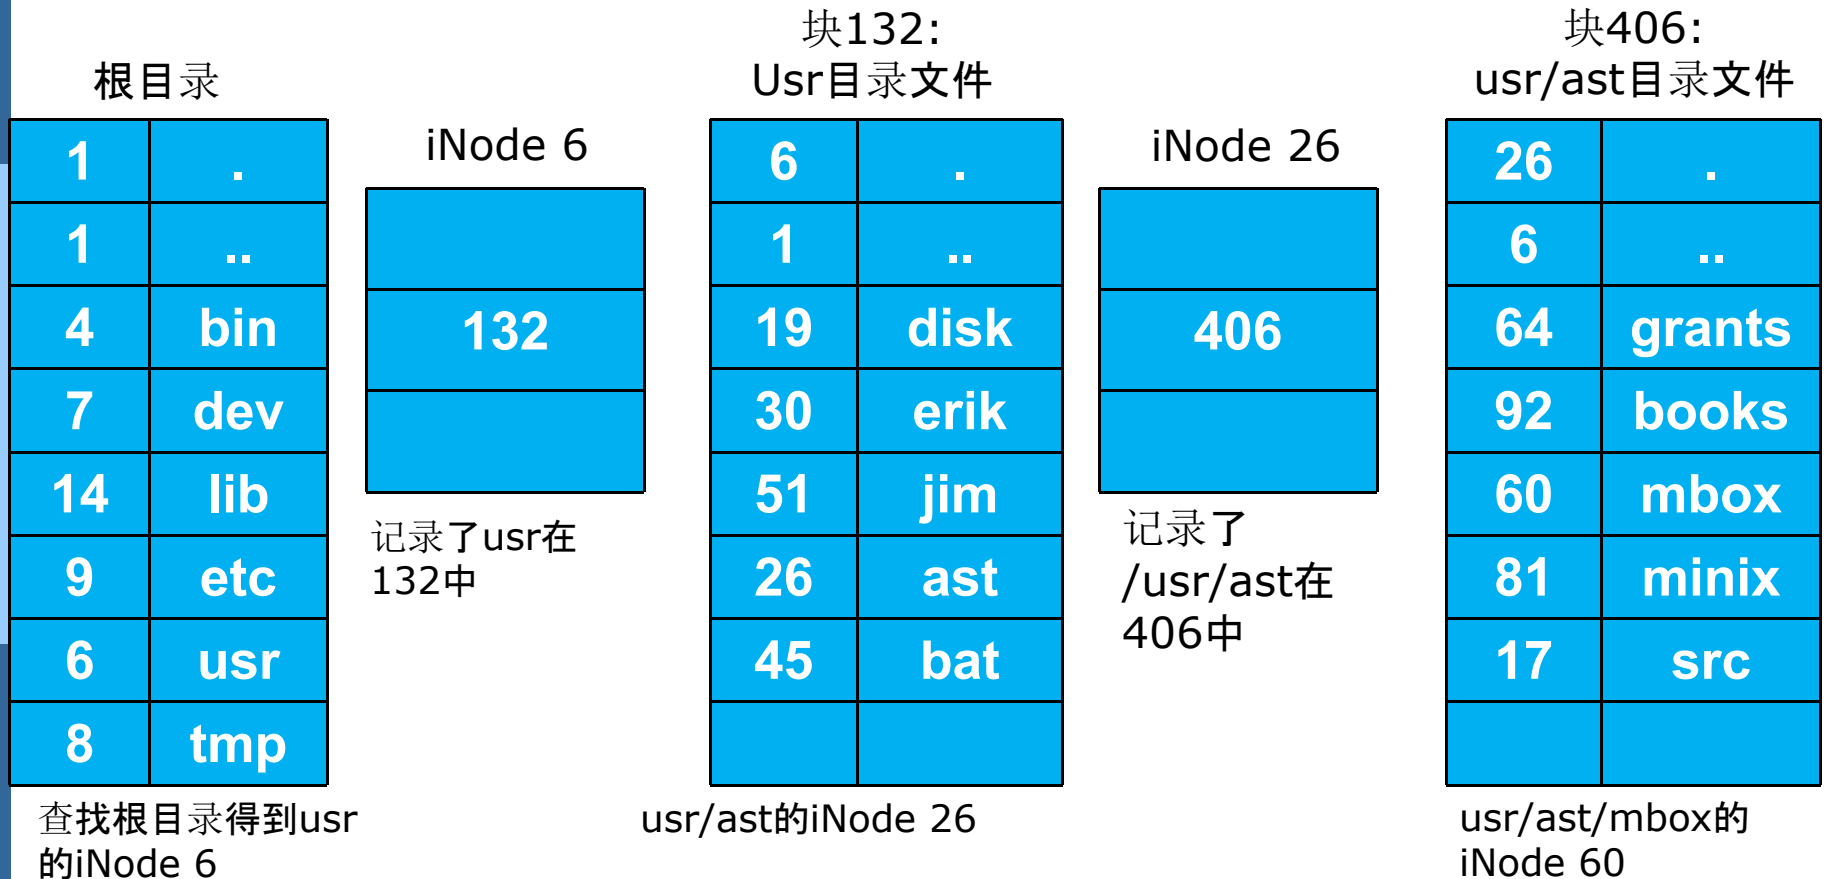 根目录
1 .
1 ..
4 bin
7 dev
14 lib
9 etc
6 usr
8 tmp
查找根目录得到usr
的iNode 6
iNode 6
132
记录了usr在
132中
块132:
Usr目录文件
6 .
1 ..
19 disk
30 erik
51 jim
26 ast
45 bat
usr/ast的iNode 26
iNode 26
406
记录了
/usr/ast在
406中
块406:
usr/ast目录文件
26 .
6 ..
64 grants
92 books
60 mbox
81 minix
17 src
usr/ast/mbox的
iNode 60